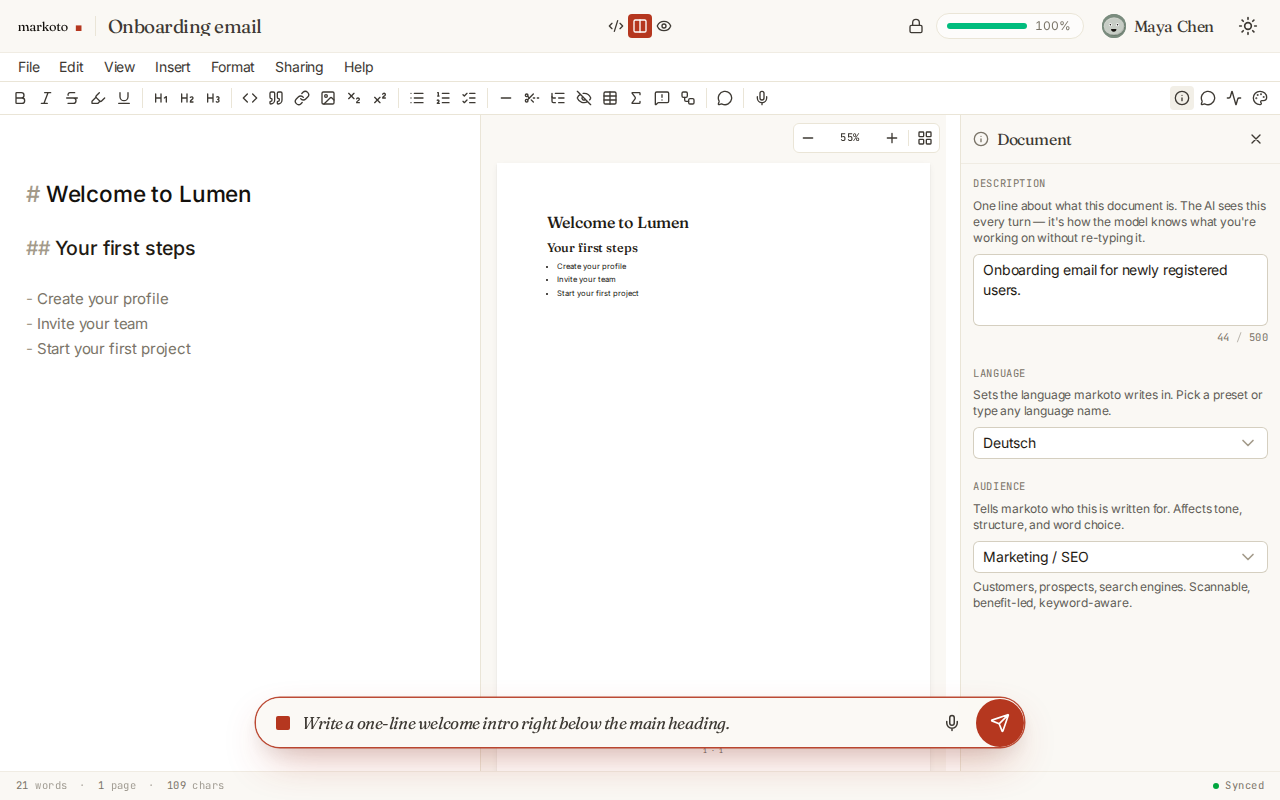 markoto
Onboarding email
100%
Maya Chen
File Edit View Insert Format Sharing Help
H1 H2 H3
x2 x2
55%
# Welcome to Lumen
## Your first steps
- Create your profile
- Invite your team
- Start your first project
Welcome to Lumen
Your first steps
• Create your profile
• Invite your team
• Start your first project
1 · 1
Document
DESCRIPTION
One line about what this document is. The AI sees this
every turn — it's how the model knows what you're
working on without re-typing it.
Onboarding email for newly registered
users.
44 / 500
LANGUAGE
Sets the language markoto writes in. Pick a preset or
type any language name.
Deutsch
AUDIENCE
Tells markoto who this is written for. Affects tone,
structure, and word choice.
Marketing / SEO
Customers, prospects, search engines. Scannable,
benefit-led, keyword-aware.
Write a one-line welcome intro right below the main heading.
21 words · 1 page · 109 chars
Synced